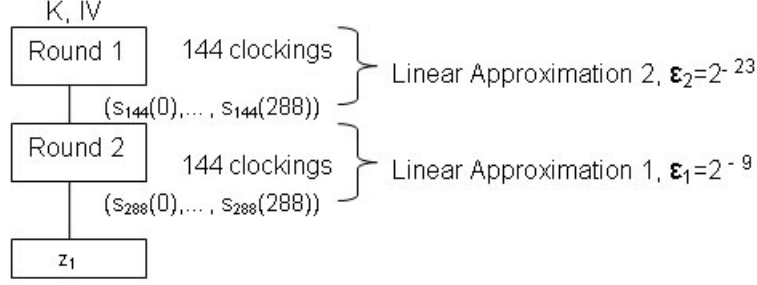 K, IV
Round 1
144 clockings
Linear Approximation 2, ε₂=2⁻²³
(s₁₄₄(0),... , s₁₄₄(288))
Round 2
144 clockings
Linear Approximation 1, ε₁=2⁻⁹
(s₂₈₈(0),... , s₂₈₈(288))
z₁